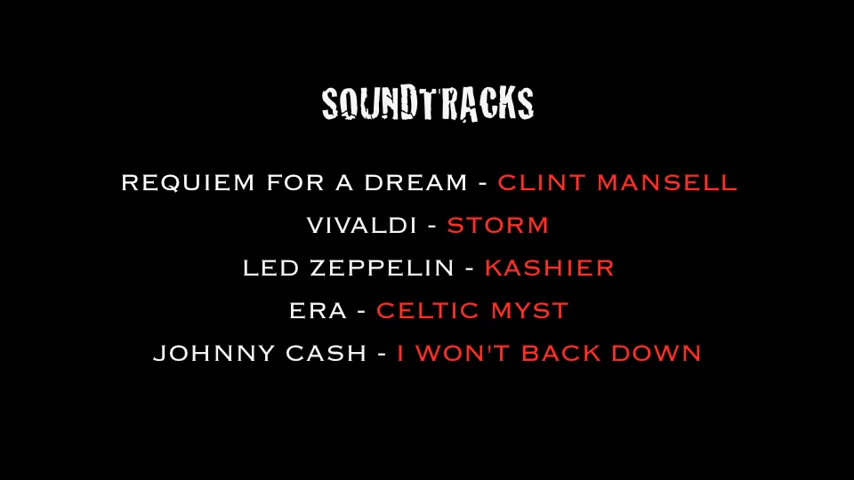 SOUNDTRACKS
REQUIEM FOR A DREAM - CLINT MANSELL
VIVALDI - STORM
LED ZEPPELIN - KASHIER
ERA - CELTIC MYST
JOHNNY CASH - I WON'T BACK DOWN